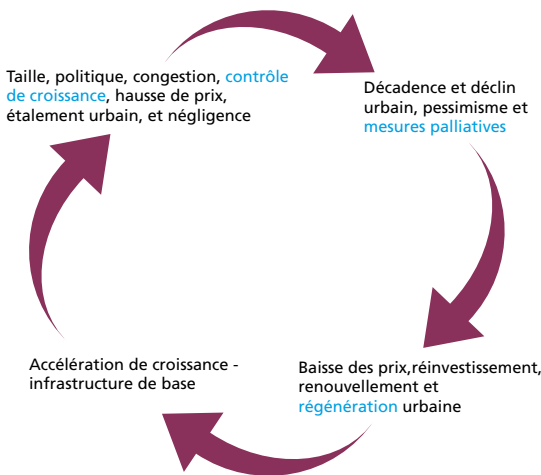 Taille, politique, congestion, contrôle
de croissance, hausse de prix,
étalement urbain, et négligence
Décadence et déclin
urbain, pessimisme et
mesures palliatives
Baisse des prix,réinvestissement,
renouvellement et
régénération urbaine
Accélération de croissance -
infrastructure de base